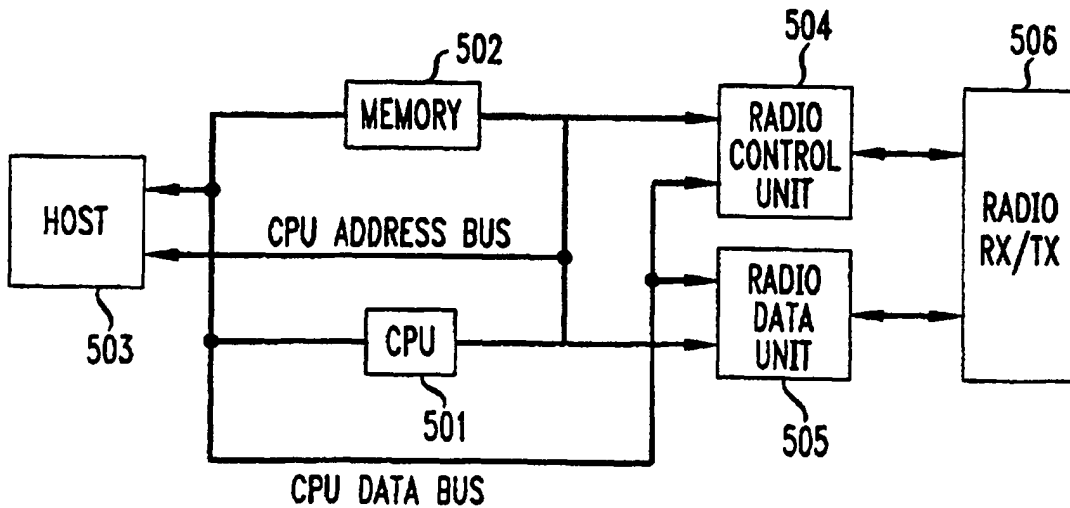 502
MEMORY
504
RADIO
CONTROL
UNIT
506
RADIO
RX/TX
HOST
503
CPU ADDRESS BUS
CPU
501
RADIO
DATA
UNIT
505
CPU DATA BUS